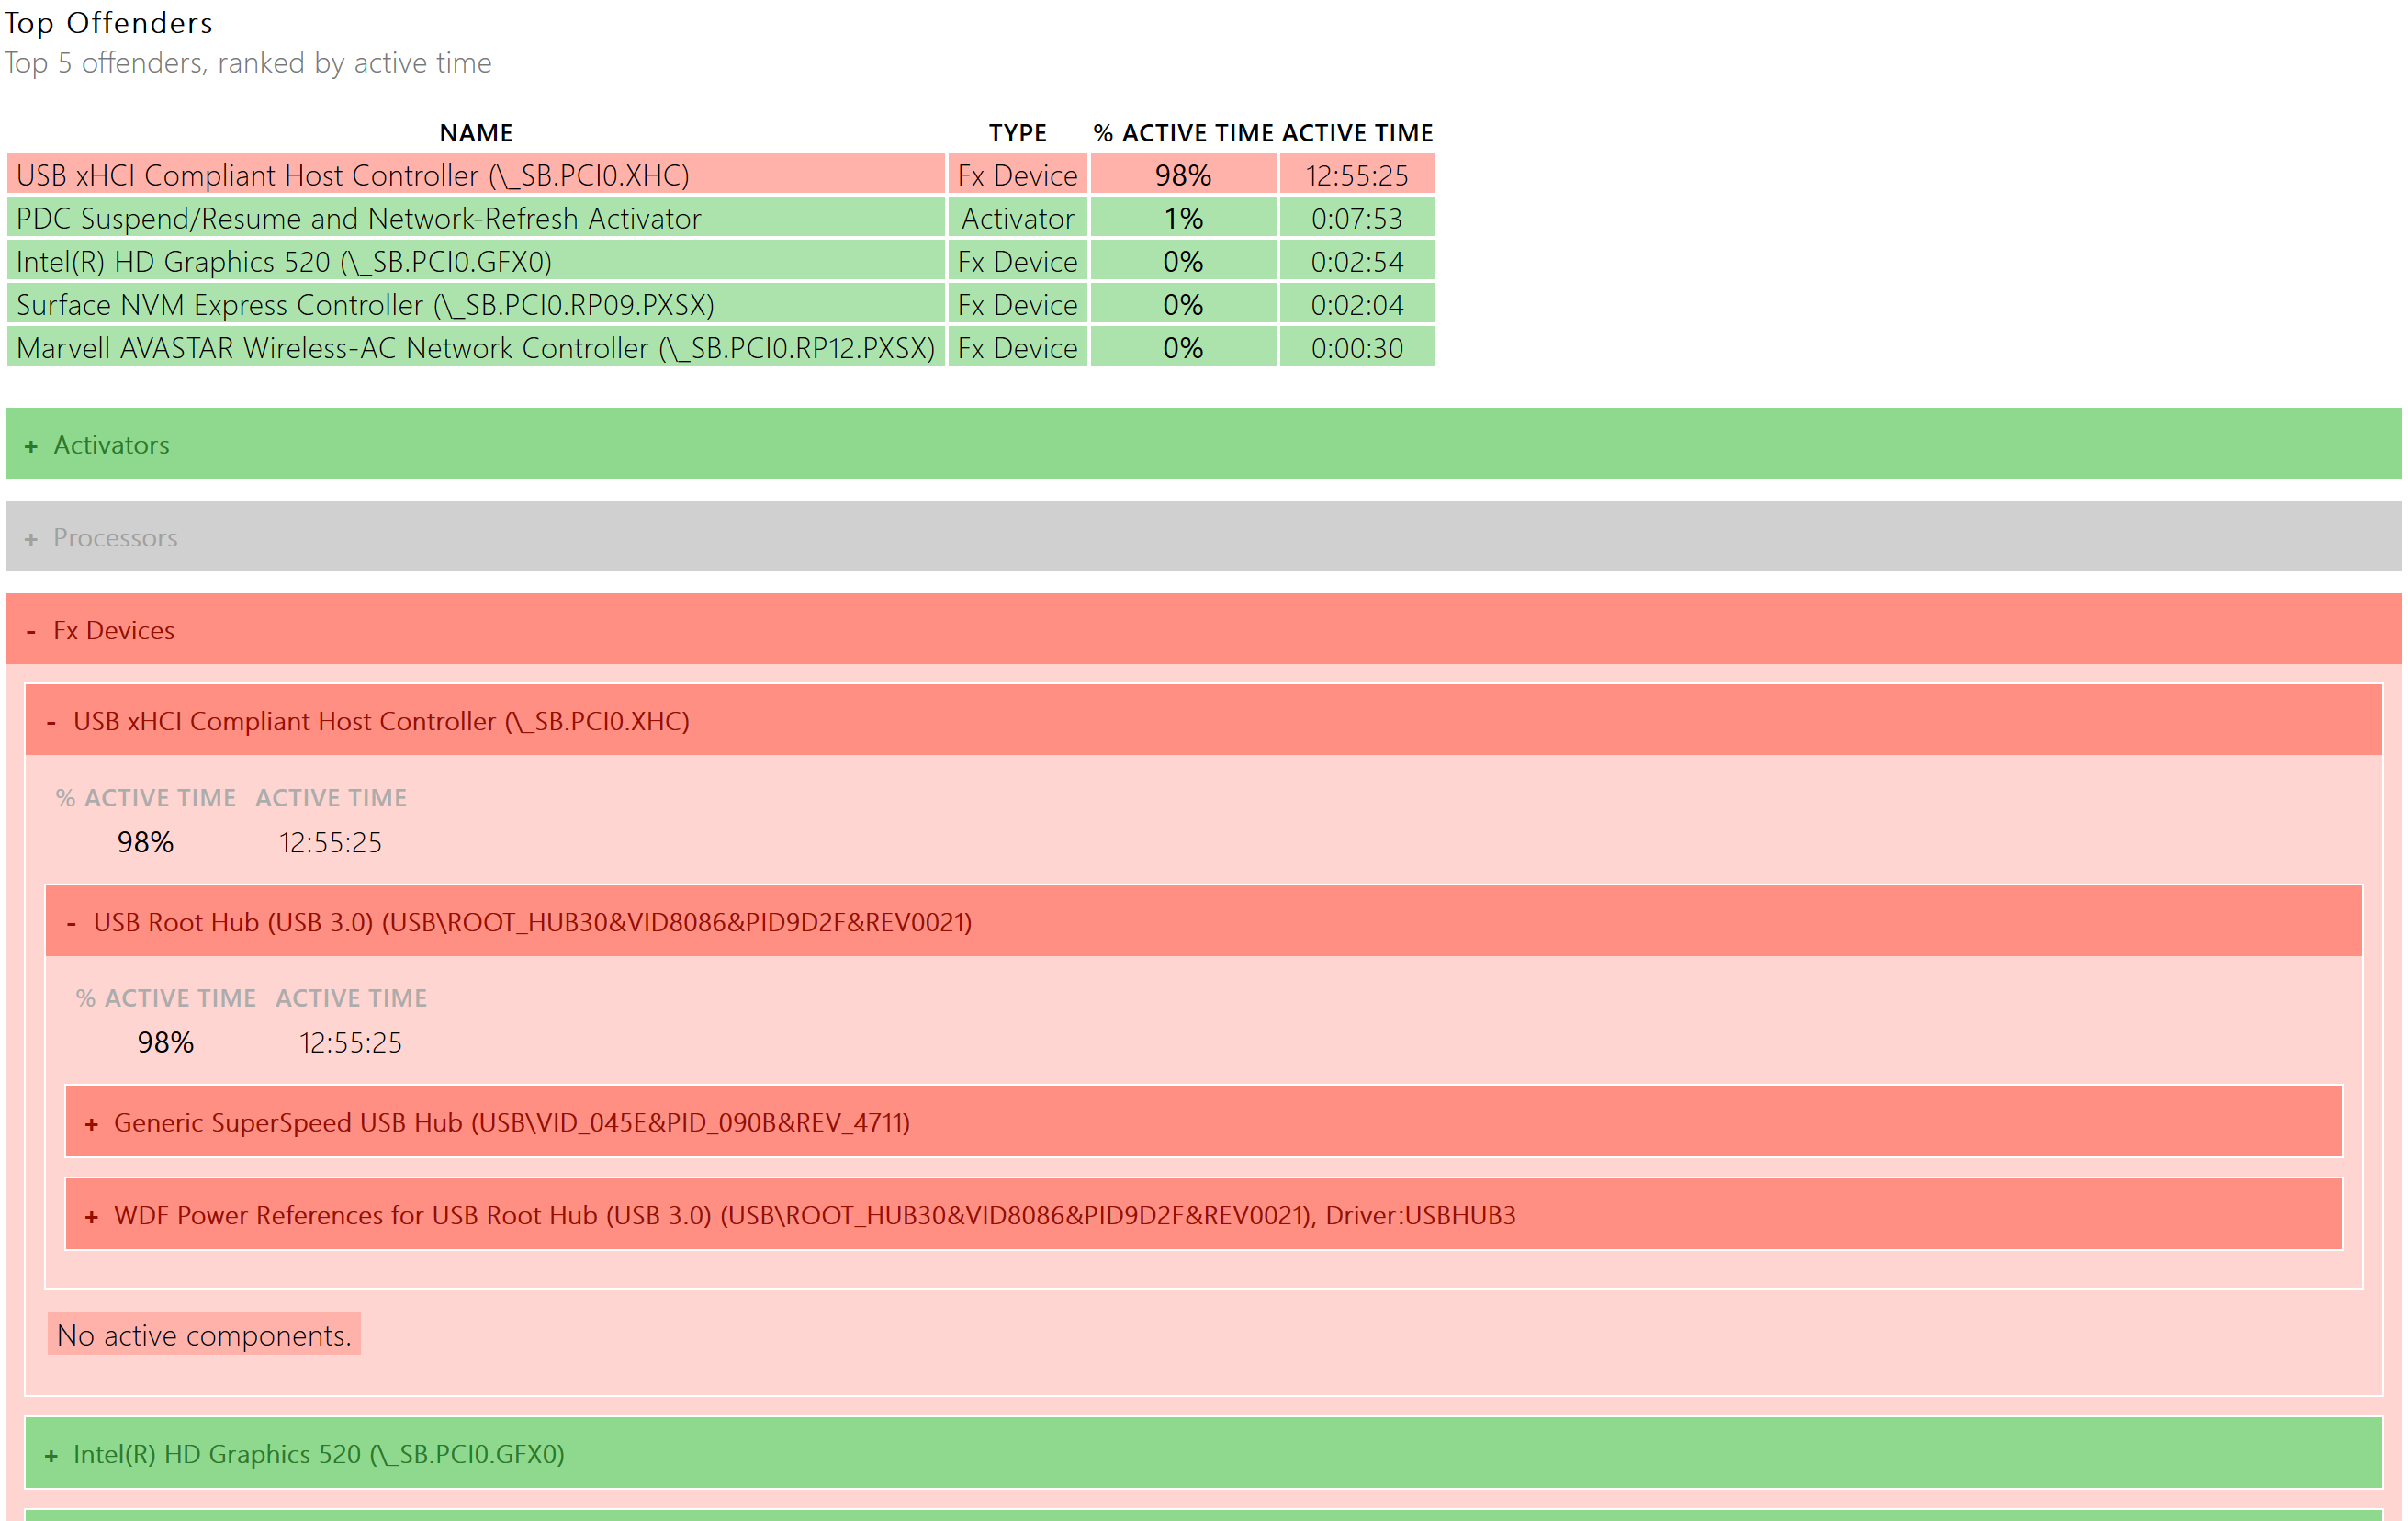 Top Offenders
Top 5 offenders, ranked by active time
NAME TYPE % ACTIVE TIME ACTIVE TIME
USB xHCI Compliant Host Controller (\_SB.PCI0.XHC) Fx Device 98% 12:55:25
PDC Suspend/Resume and Network-Refresh Activator Activator 1% 0:07:53
Intel(R) HD Graphics 520 (\_SB.PCI0.GFX0) Fx Device 0% 0:02:54
Surface NVM Express Controller (\_SB.PCI0.RP09.PXSX) Fx Device 0% 0:02:04
Marvell AVASTAR Wireless-AC Network Controller (\_SB.PCI0.RP12.PXSX) Fx Device 0% 0:00:30
+ Activators
+ Processors
- Fx Devices
- USB xHCI Compliant Host Controller (\_SB.PCI0.XHC)
% ACTIVE TIME ACTIVE TIME
98% 12:55:25
- USB Root Hub (USB 3.0) (USB\ROOT_HUB30&VID8086&PID9D2F&REV0021)
% ACTIVE TIME ACTIVE TIME
98% 12:55:25
+ Generic SuperSpeed USB Hub (USB\VID_045E&PID_090B&REV_4711)
+ WDF Power References for USB Root Hub (USB 3.0) (USB\ROOT_HUB30&VID8086&PID9D2F&REV0021), Driver:USBHUB3
No active components.
+ Intel(R) HD Graphics 520 (\_SB.PCI0.GFX0)